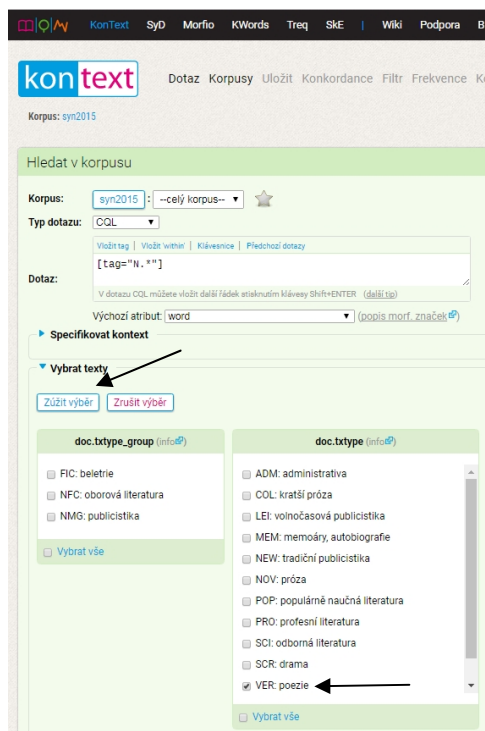 KonText SyD Morfio KWords Treq SkE | Wiki Podpora
kontext
Dotaz Korpusy Uložit Konkordance Filtr Frekvence
Korpus: syn2015
Hledat v korpusu
Korpus: syn2015 : --celý korpus--
Typ dotazu: CQL
Vložit tag | Vložit 'within' | Klávesnice | Předchozí dotazy
Dotaz: [tag="N.*"]
V dotazu CQL můžete vložit další řádek stisknutím klávesy Shift+ENTER (další tip)
Výchozí atribut: word (popis morf. značek)
Specifikovat kontext
Vybrat texty
Zúžit výběr Zrušit výběr
doc.txtype_group (info)
FIC: beletrie
NFC: oborová literatura
NMG: publicistika
Vybrat vše
doc.txtype (info)
ADM: administrativa
COL: kratší próza
LEI: volnočasová publicistika
MEM: memoáry, autobiografie
NEW: tradiční publicistika
NOV: próza
POP: populárně naučná literatura
PRO: profesní literatura
SCI: odborná literatura
SCR: drama
VER: poezie
Vybrat vše